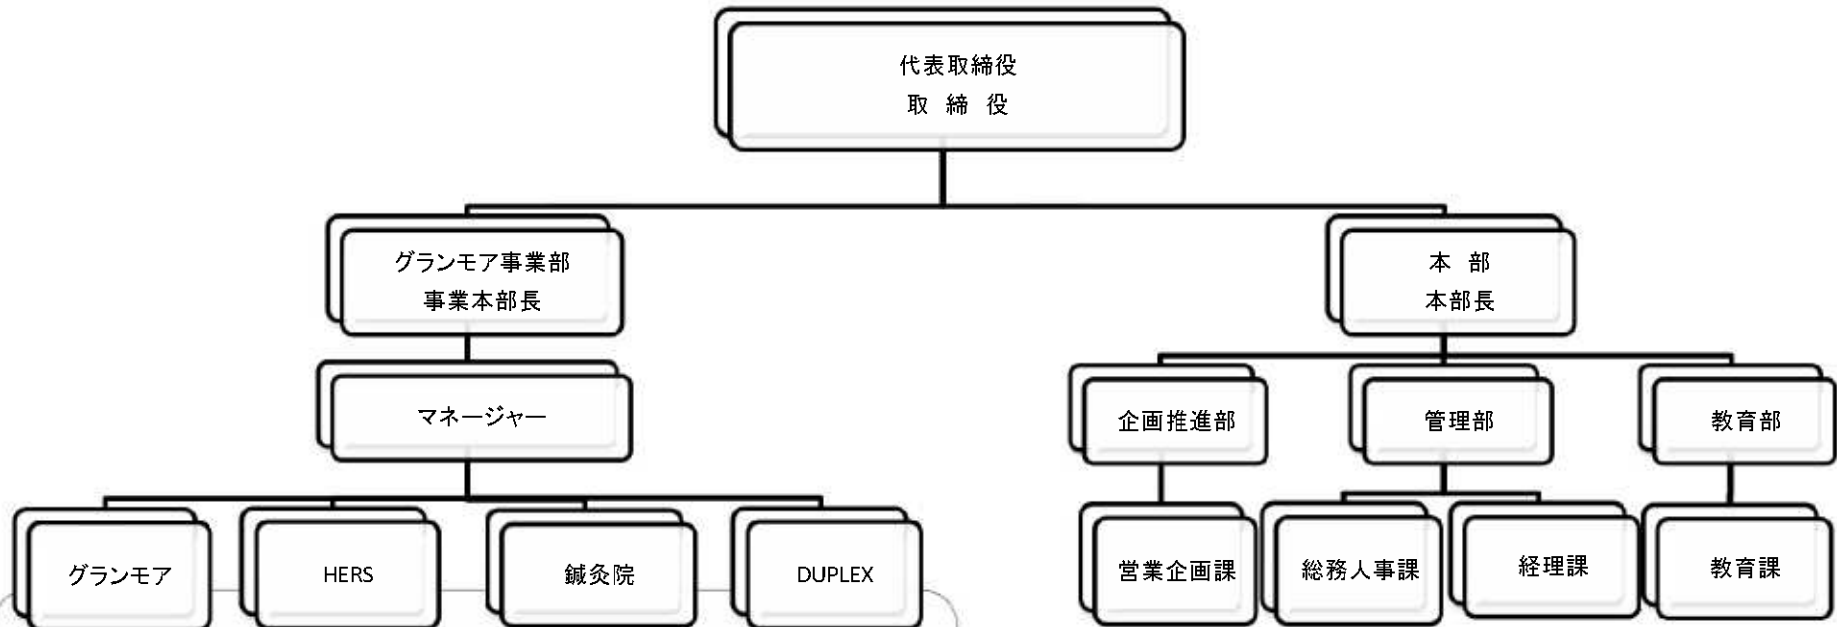 代表取締役
取 締 役
グランモア事業部
事業本部長
本 部
本部長
マネージャー
企画推進部
管理部
教育部
グランモア
HERS
鍼灸院
DUPLEX
営業企画課
総務人事課
経理課
教育課